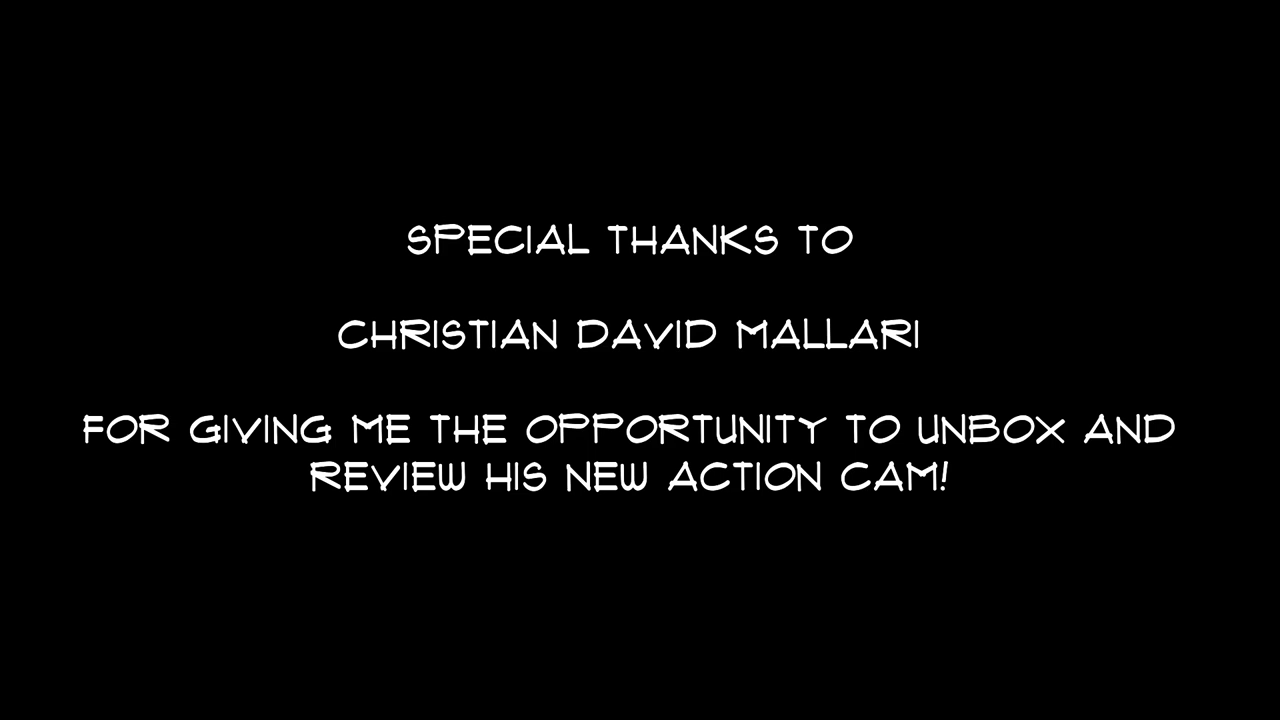 SPECIAL THANKS TO
CHRISTIAN DAVID MALLARI
FOR GIVING ME THE OPPORTUNITY TO UNBOX AND
REVIEW HIS NEW ACTION CAM!